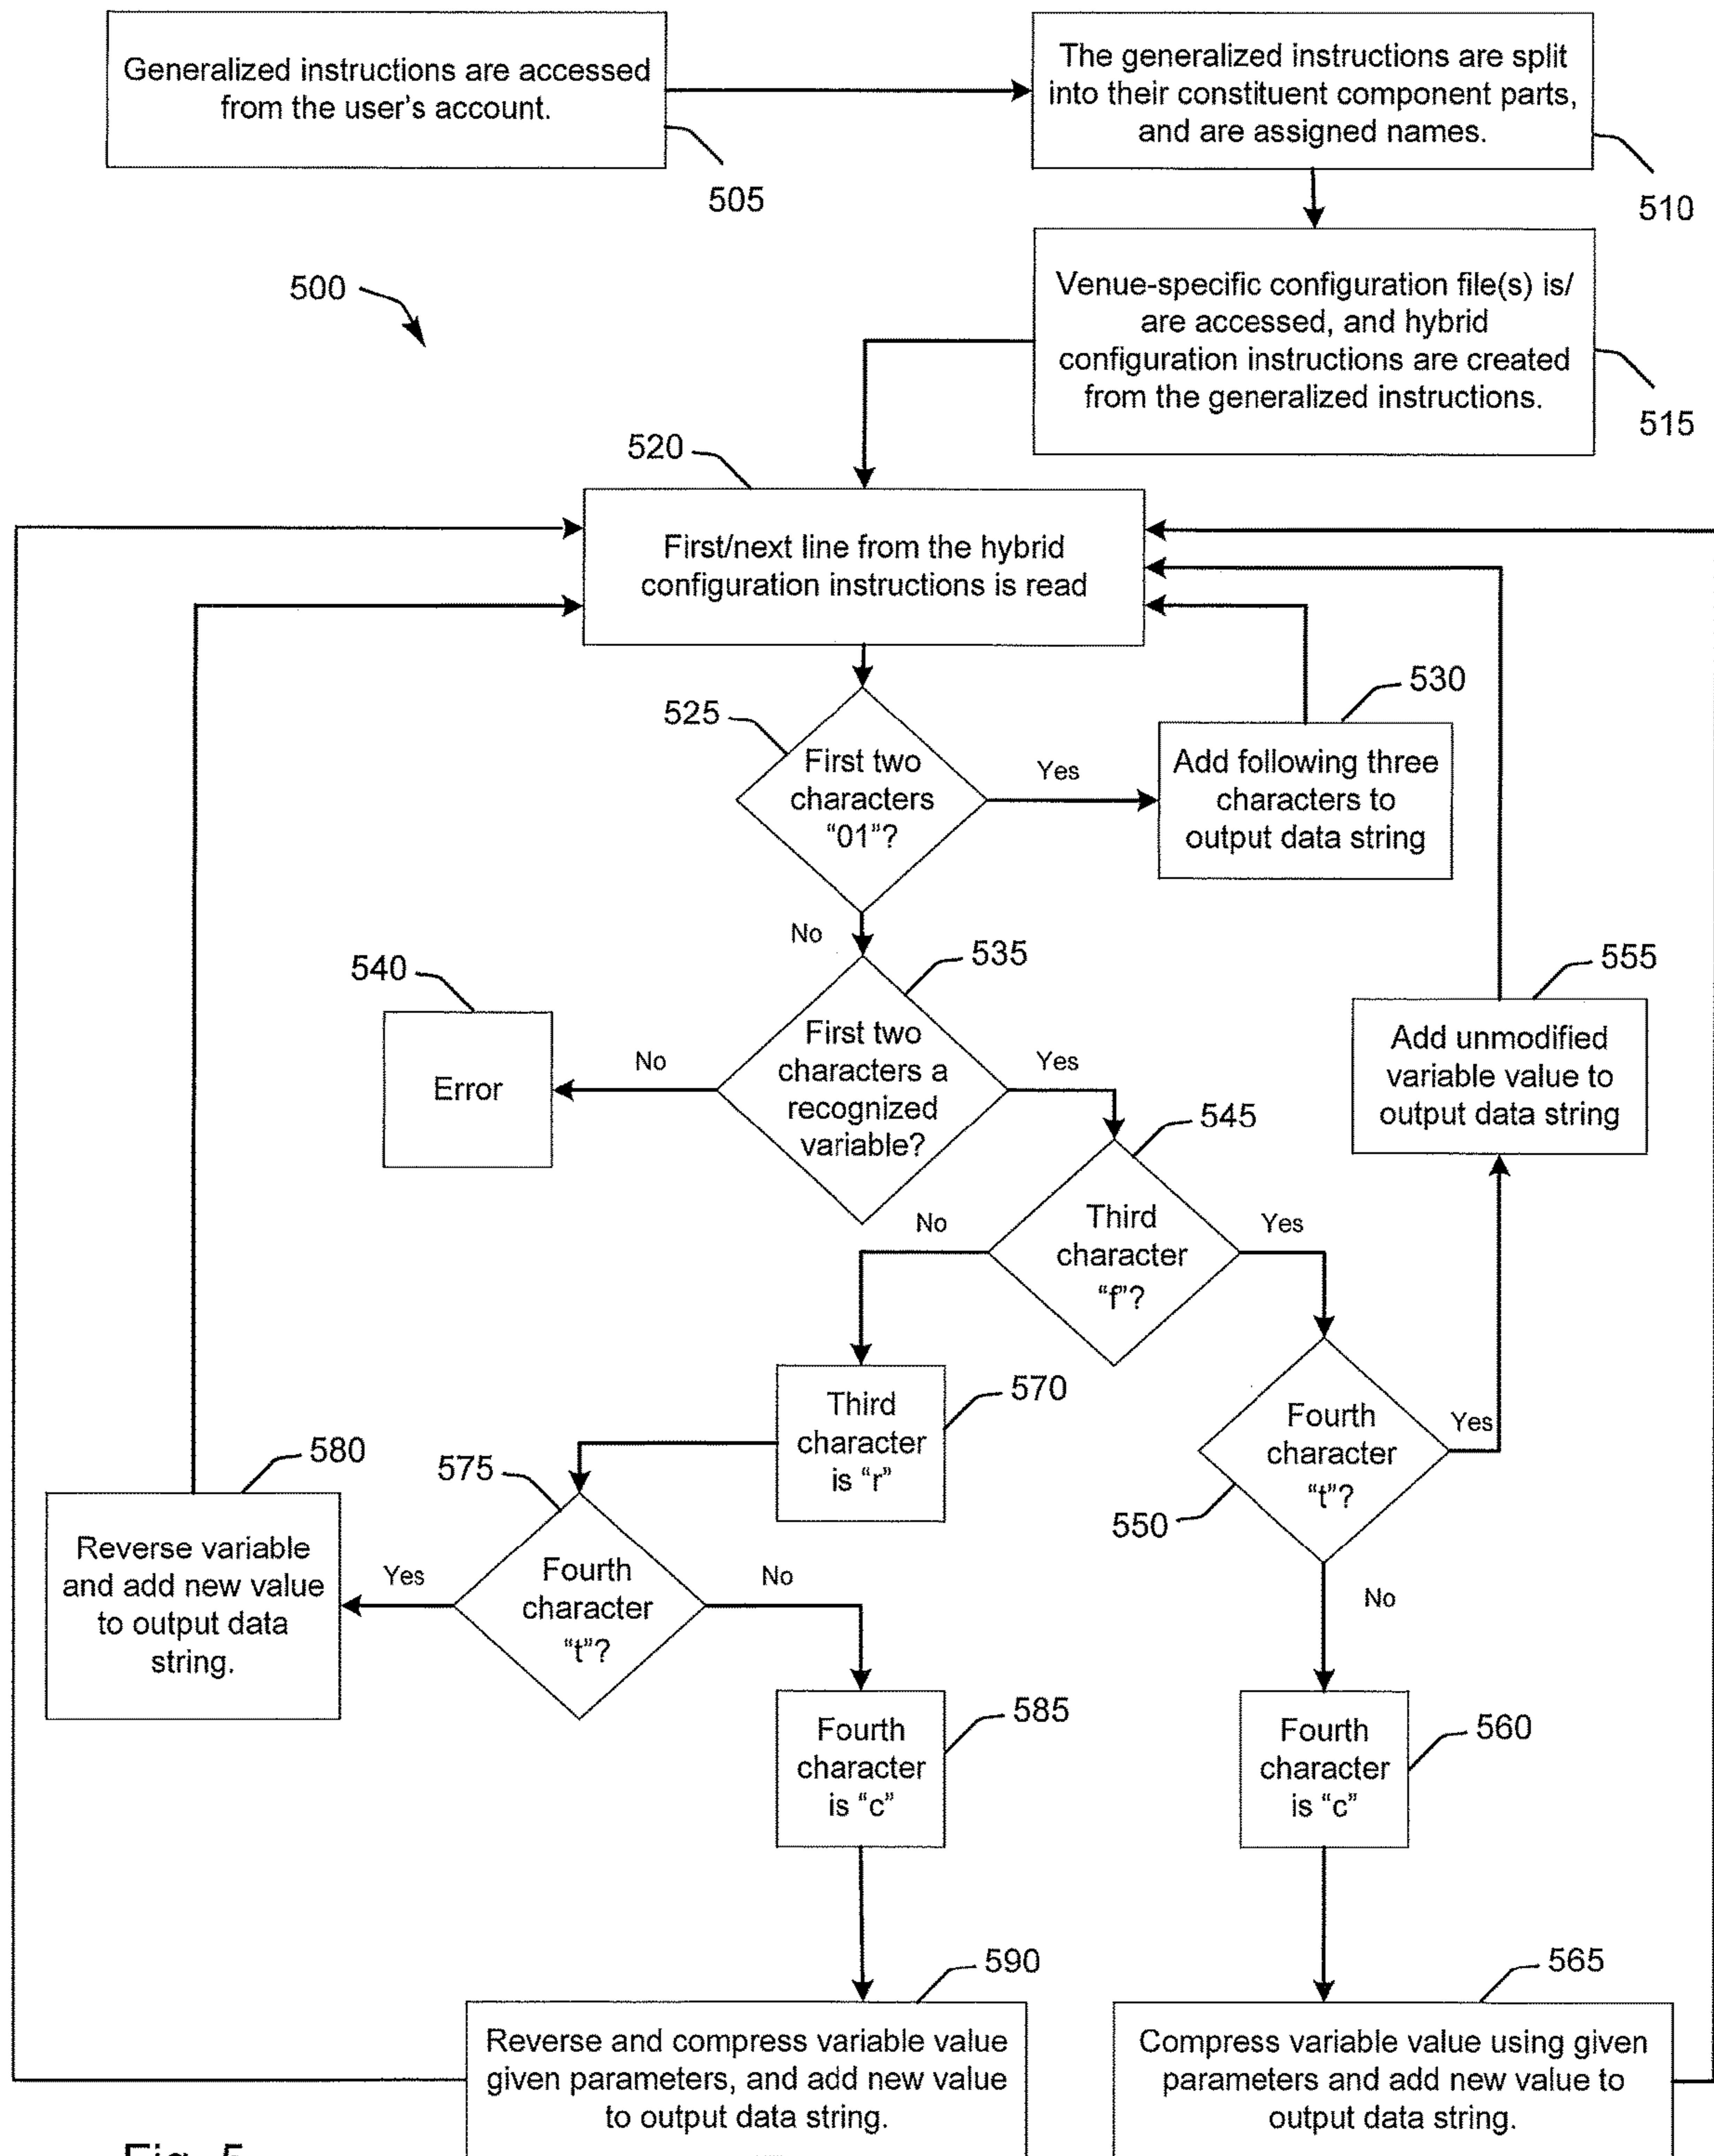 Generalized instructions are accessed
from the user's account.
505
The generalized instructions are split
into their constituent component parts,
and are assigned names.
510
Venue-specific configuration file(s) is/
are accessed, and hybrid
configuration instructions are created
from the generalized instructions.
515
500
520
First/next line from the hybrid
configuration instructions is read
525
First two
characters
“01”?
Yes
530
Add following three
characters to
output data string
No
535
First two
characters a
recognized
variable?
No
540
Error
Yes
545
Third
character
“f”?
555
Add unmodified
variable value to
output data string
No
Yes
570
Third
character
is “r”
550
Fourth
character
“t”?
Yes
No
575
Fourth
character
“t”?
Yes
No
580
Reverse variable
and add new value
to output data
string.
585
Fourth
character
is “c”
560
Fourth
character
is “c”
590
Reverse and compress variable value
given parameters, and add new value
to output data string.
565
Compress variable value using given
parameters and add new value to
output data string.
Fig. 5